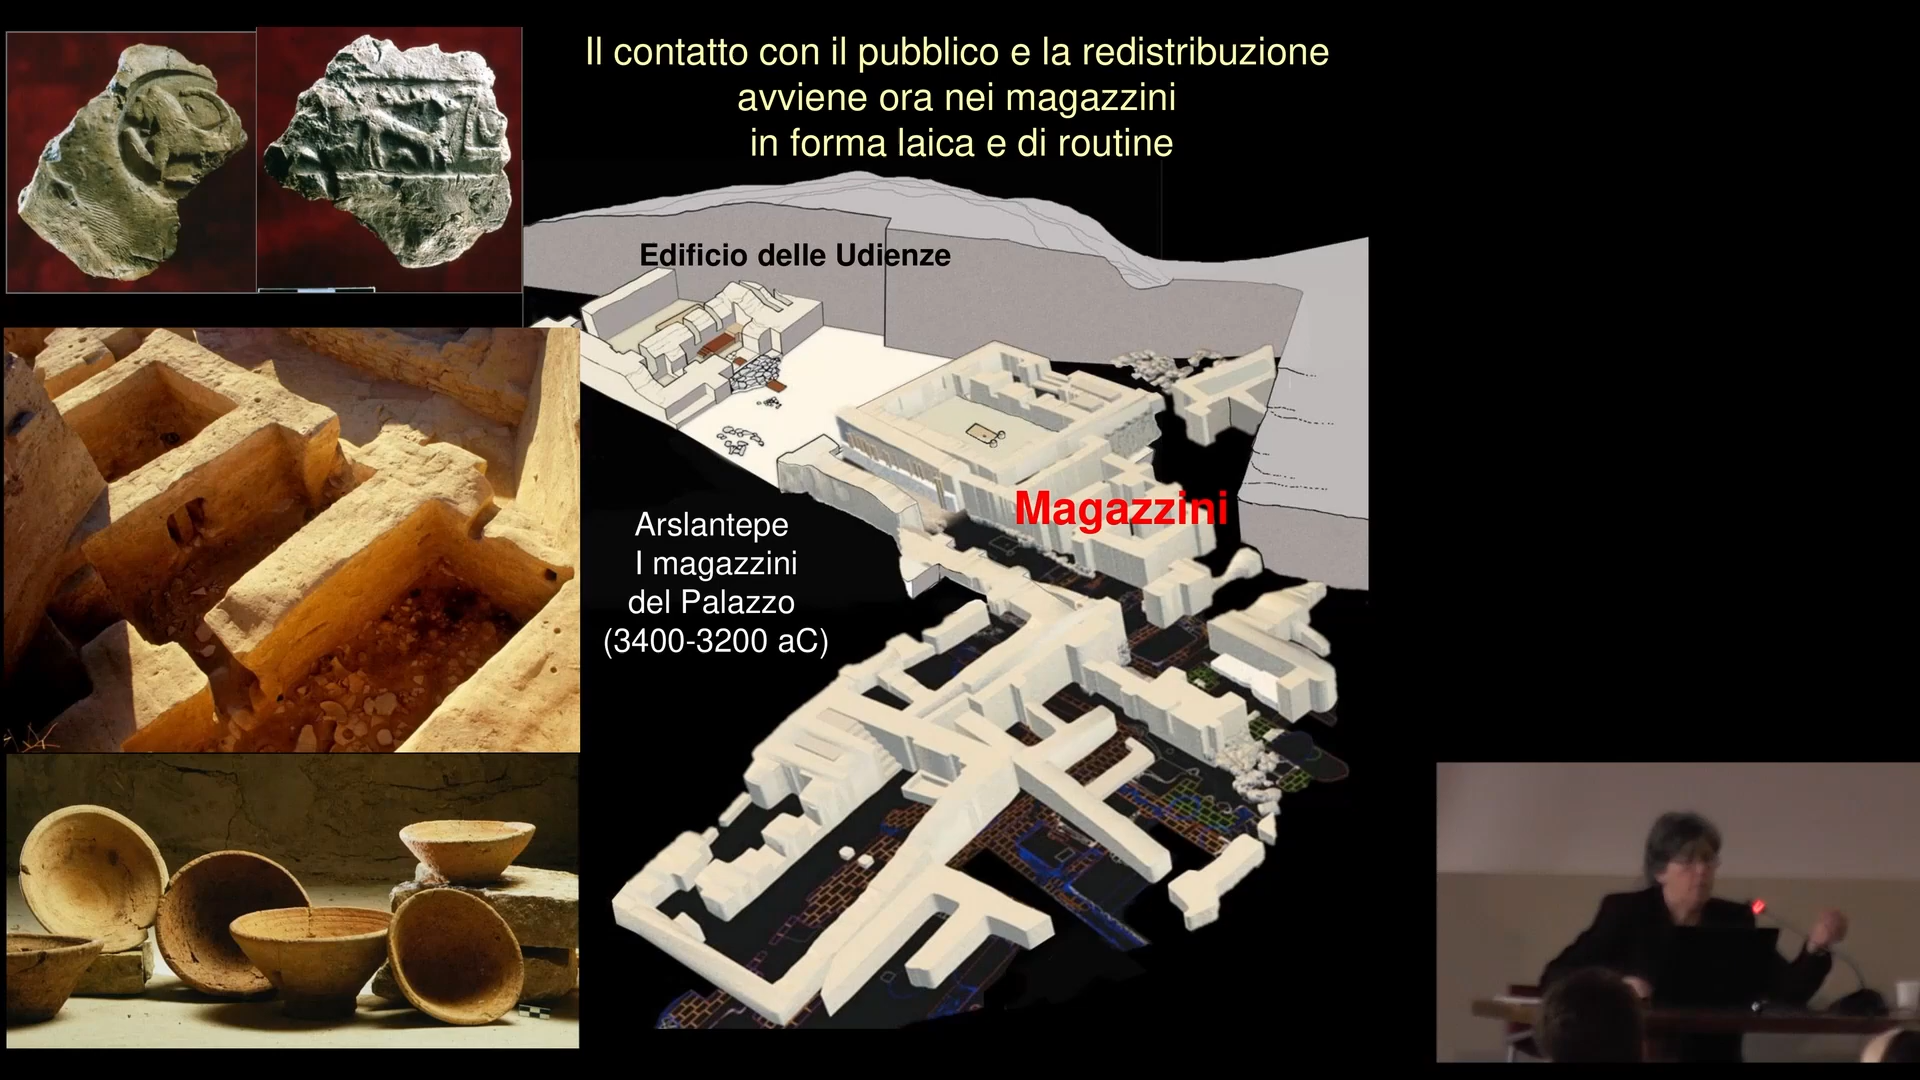 Il contatto con il pubblico e la redistribuzione
avviene ora nei magazzini
in forma laica e di routine
Edificio delle Udienze
Magazzini
Arslantepe
I magazzini
del Palazzo
(3400-3200 aC)